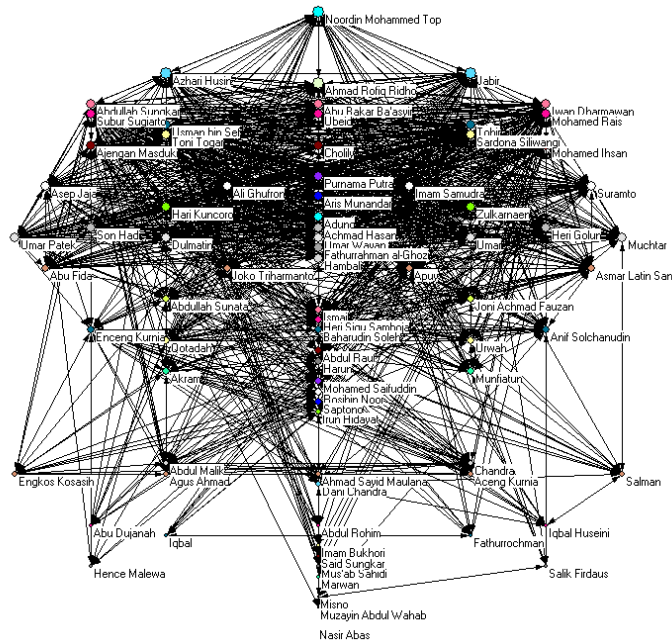 Noordin Mohammed Top
Azhari Husin
Jabir
Ahmad Rofiq Ridho
Abdullah Sungkar
Abu Bakar Ba'asyir
Iwan Dharmawan
Subur Sugiarto
Ubeid
Mohamed Rais
Usman bin Sef
Tohir
Toni Togar
Sardona Siliwangi
Ajengan Masduki
Cholily
Mohamed Ihsan
Purnama Putra
Asep Jaja
Ali Ghufron
Imam Samudra
Suramto
Aris Munandar
Hari Kuncoro
Zulkarnaen
Adung
Son Hadi
Achmad Hasan
Heri Golun
Umar Patek
Dulmatin
Umar Wayan
Umar
Muchtar
Fathurrahman al-Ghozi
Hambali
Abu Fida
Joko Triharmanto
Apuy
Asmar Latin San
Abdullah Sunata
Joni Achmad Fauzan
Ismail
Heri Sigu Samboja
Enceng Kurnia
Baharudin Soleh
Anif Solchanudin
Qotadah
Urwah
Abdul Rauf
Harun
Akram
Munfiatun
Mohamed Saifuddin
Rosihin Noor
Saptono
Irun Hidayat
Abdul Malik
Chandra
Engkos Kosasih
Agus Ahmad
Ahmad Sayid Maulana
Aceng Kurnia
Salman
Dani Chandra
Abu Dujanah
Abdul Rohim
Iqbal Huseini
Iqbal
Fathurrochman
Imam Bukhori
Said Sungkar
Hence Malewa
Mus'ab Sahidi
Salik Firdaus
Marwan
Misno
Muzayin Abdul Wahab
Nasir Abas